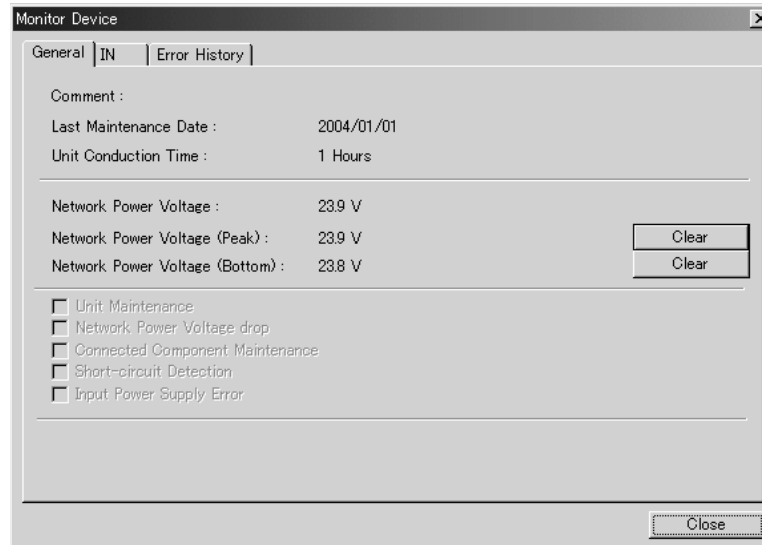 Monitor Device
General IN Error History
Comment :
Last Maintenance Date : 2004/01/01
Unit Conduction Time : 1 Hours
Network Power Voltage : 23.9 V
Network Power Voltage (Peak) : 23.9 V Clear
Network Power Voltage (Bottom) : 23.8 V Clear
Unit Maintenance
Network Power Voltage drop
Connected Component Maintenance
Short-circuit Detection
Input Power Supply Error
Close